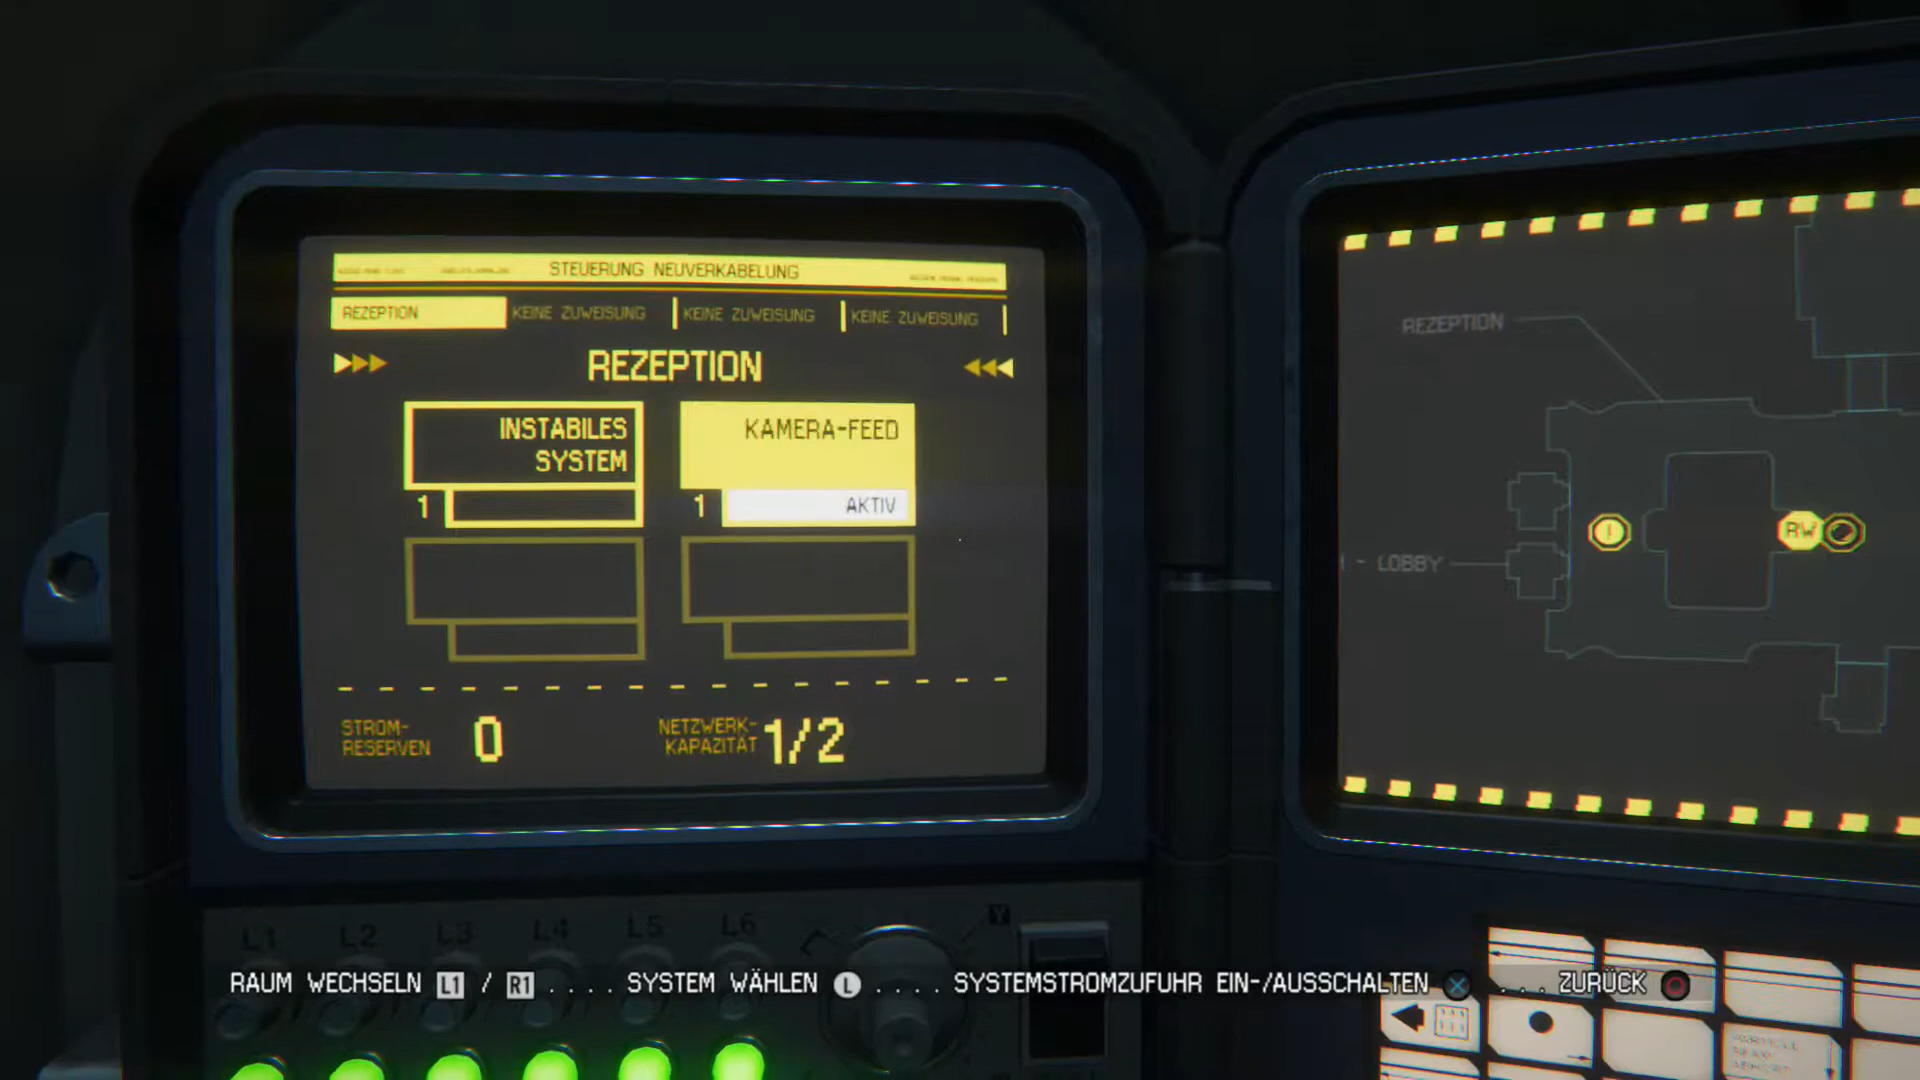 STEUERUNG NEUVERKABELUNG
REZEPTION
KEINE ZUWEISUNG
KEINE ZUWEISUNG
KEINE ZUWEISUNG
REZEPTION
INSTABILES
SYSTEM
1
KAMERA-FEED
1
AKTIV
STROM-
RESERVEN
0
NETZWERK-
KAPAZITÄT
1/2
REZEPTION
LOBBY
RW
L1 L2 L3 L4 L5 L6
Y
RAUM WECHSELN L1 / R1 .... SYSTEM WÄHLEN L .... SYSTEMSTROMZUFUHR EIN-/AUSSCHALTEN X ... ZURÜCK